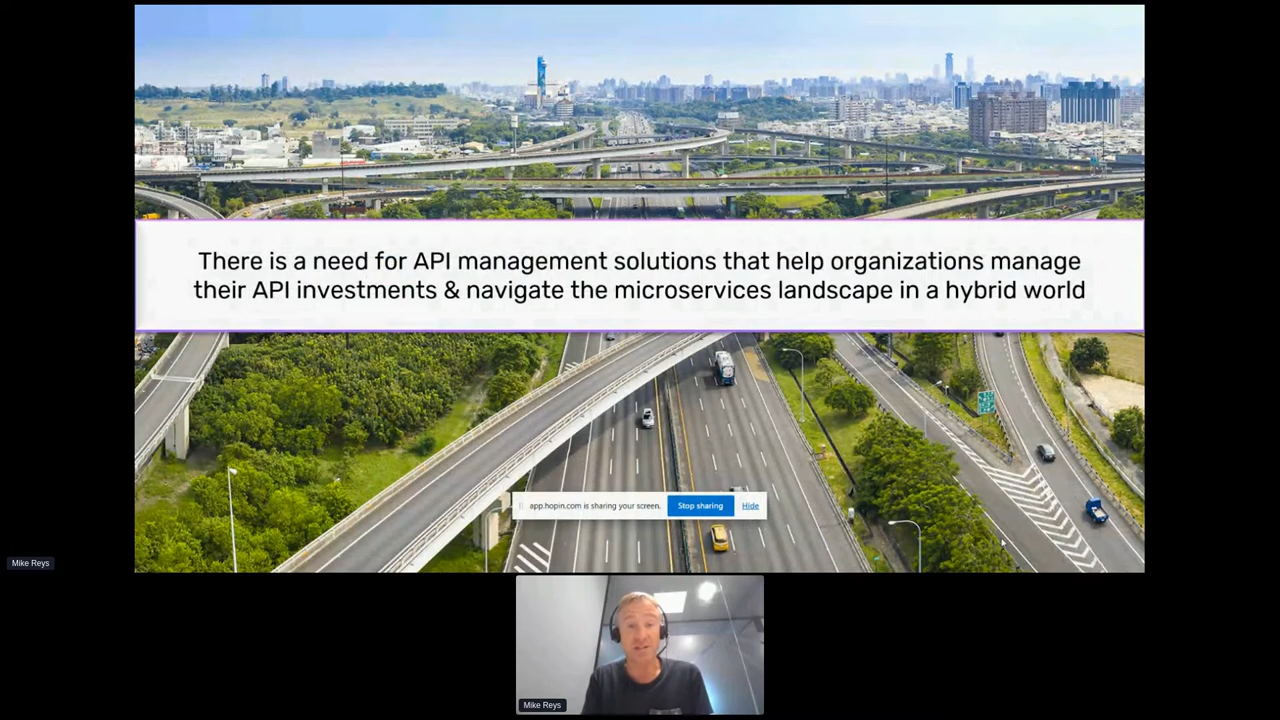 There is a need for API management solutions that help organizations manage
their API investments & navigate the microservices landscape in a hybrid world
app.hopin.com is sharing your screen.
Stop sharing
Hide
Mike Reys
Mike Reys